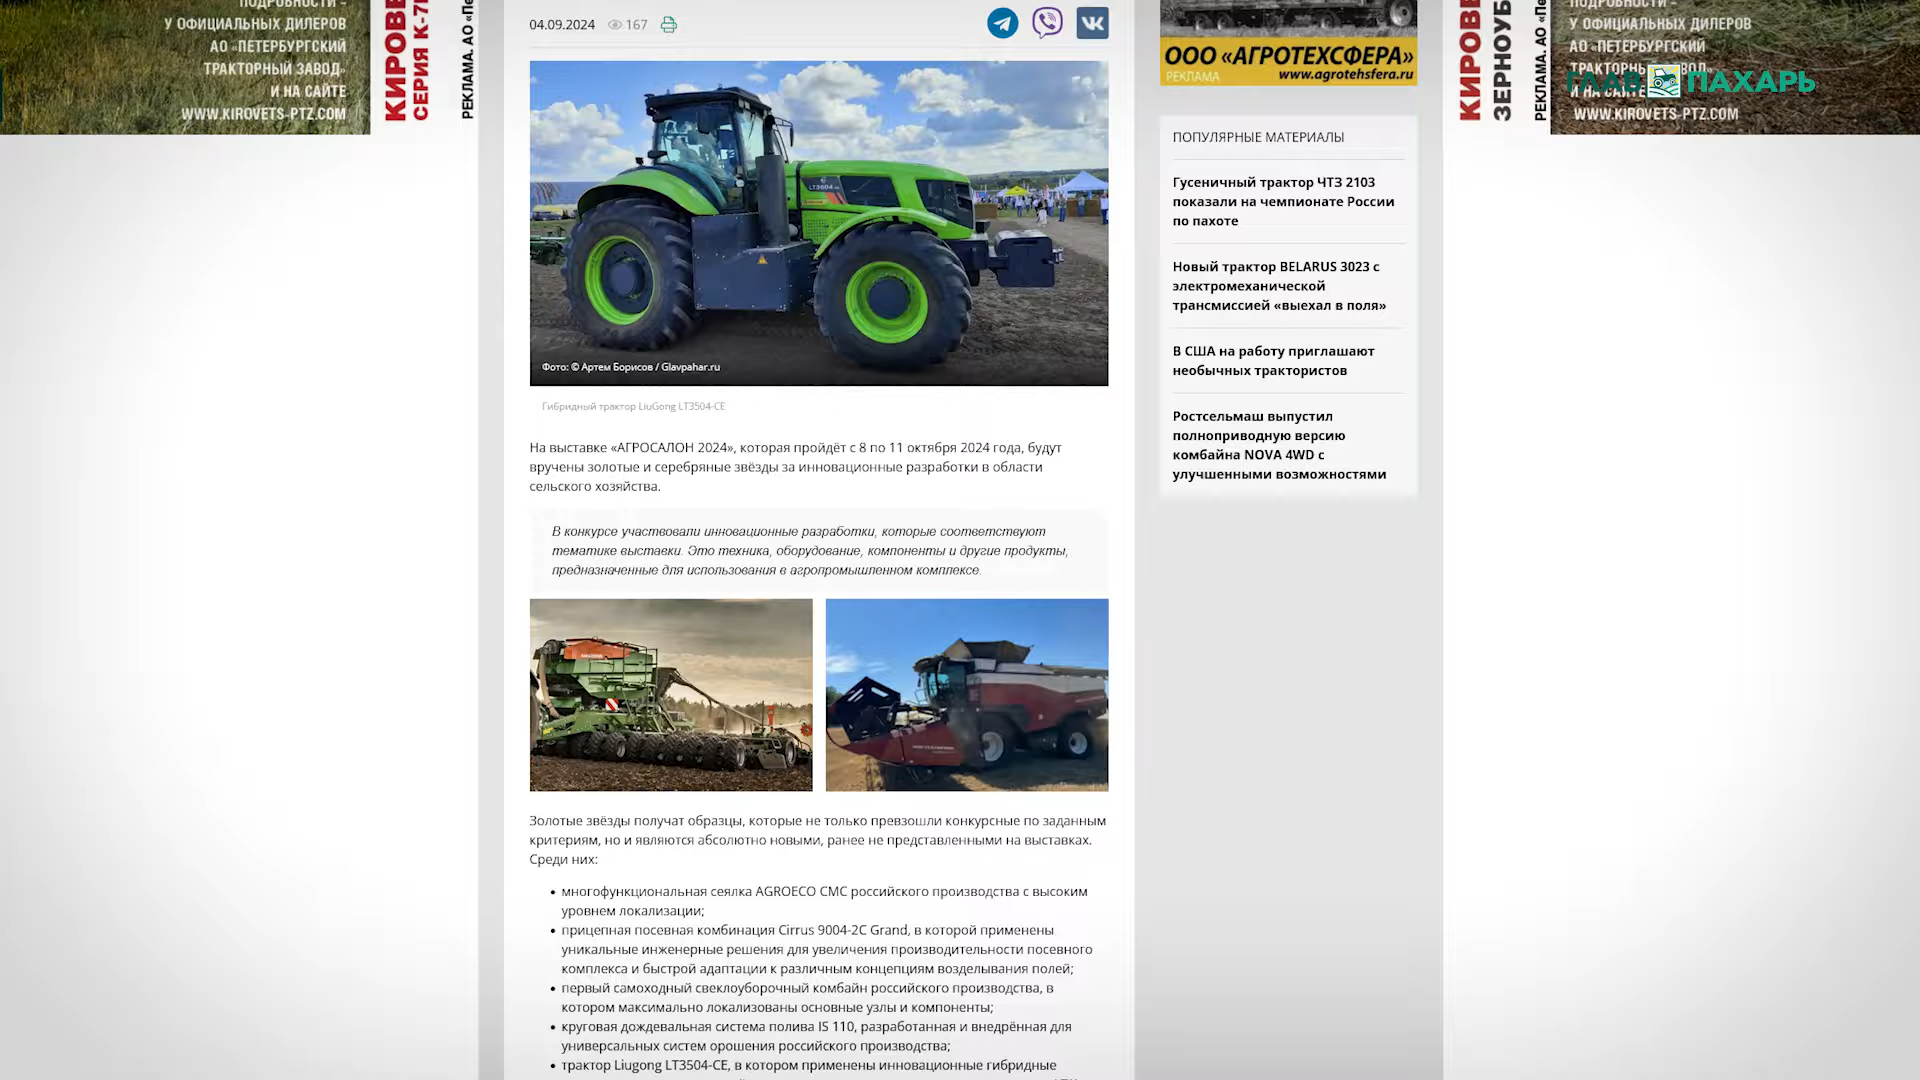 ПОДРОБНОСТИ -
У ОФИЦИАЛЬНЫХ ДИЛЕРОВ
АО «ПЕТЕРБУРГСКИЙ
ТРАКТОРНЫЙ ЗАВОД»
И НА САЙТЕ
WWW.KIROVETS-PTZ.COM
КИРОВЕ
СЕРИЯ К-7
РЕКЛАМА. АО «Пе
04.09.2024
167
LT3504
Фото: © Артем Борисов / Glavpahar.ru
Гибридный трактор LiuGong LT3504-CE
На выставке «АГРОСАЛОН 2024», которая пройдёт с 8 по 11 октября 2024 года, будут
вручены золотые и серебряные звёзды за инновационные разработки в области
сельского хозяйства.
В конкурсе участвовали инновационные разработки, которые соответствуют
тематике выставки. Это техника, оборудование, компоненты и другие продукты,
предназначенные для использования в агропромышленном комплексе.
Золотые звёзды получат образцы, которые не только превзошли конкурсные по заданным
критериям, но и являются абсолютно новыми, ранее не представленными на выставках.
Среди них:
• многофункциональная сеялка AGROECO СМС российского производства с высоким
уровнем локализации;
• прицепная посевная комбинация Cirrus 9004-2C Grand, в которой применены
уникальные инженерные решения для увеличения производительности посевного
комплекса и быстрой адаптации к различным концепциям возделывания полей;
• первый самоходный свеклоуборочный комбайн российского производства, в
котором максимально локализованы основные узлы и компоненты;
• круговая дождевальная система полива IS 110, разработанная и внедрённая для
универсальных систем орошения российского производства;
• трактор Liugong LT3504-CE, в котором применены инновационные гибридные
ООО «АГРОТЕХСФЕРА»
РЕКЛАМА
www.agrotehsfera.ru
ПОПУЛЯРНЫЕ МАТЕРИАЛЫ
Гусеничный трактор ЧТЗ 2103
показали на чемпионате России
по пахоте
Новый трактор BELARUS 3023 с
электромеханической
трансмиссией «выехал в поля»
В США на работу приглашают
необычных трактористов
Ростсельмаш выпустил
полноприводную версию
комбайна NOVA 4WD с
улучшенными возможностями
КИРОВЕ
ЗЕРНОУБ
РЕКЛАМА. АО «Пе
ПОДРОБНОСТИ -
У ОФИЦИАЛЬНЫХ ДИЛЕРОВ
АО «ПЕТЕРБУРГСКИЙ
И НА САЙТЕ
WWW.KIROVETS-PTZ.COM
ГЛАВ ПАХАРЬ